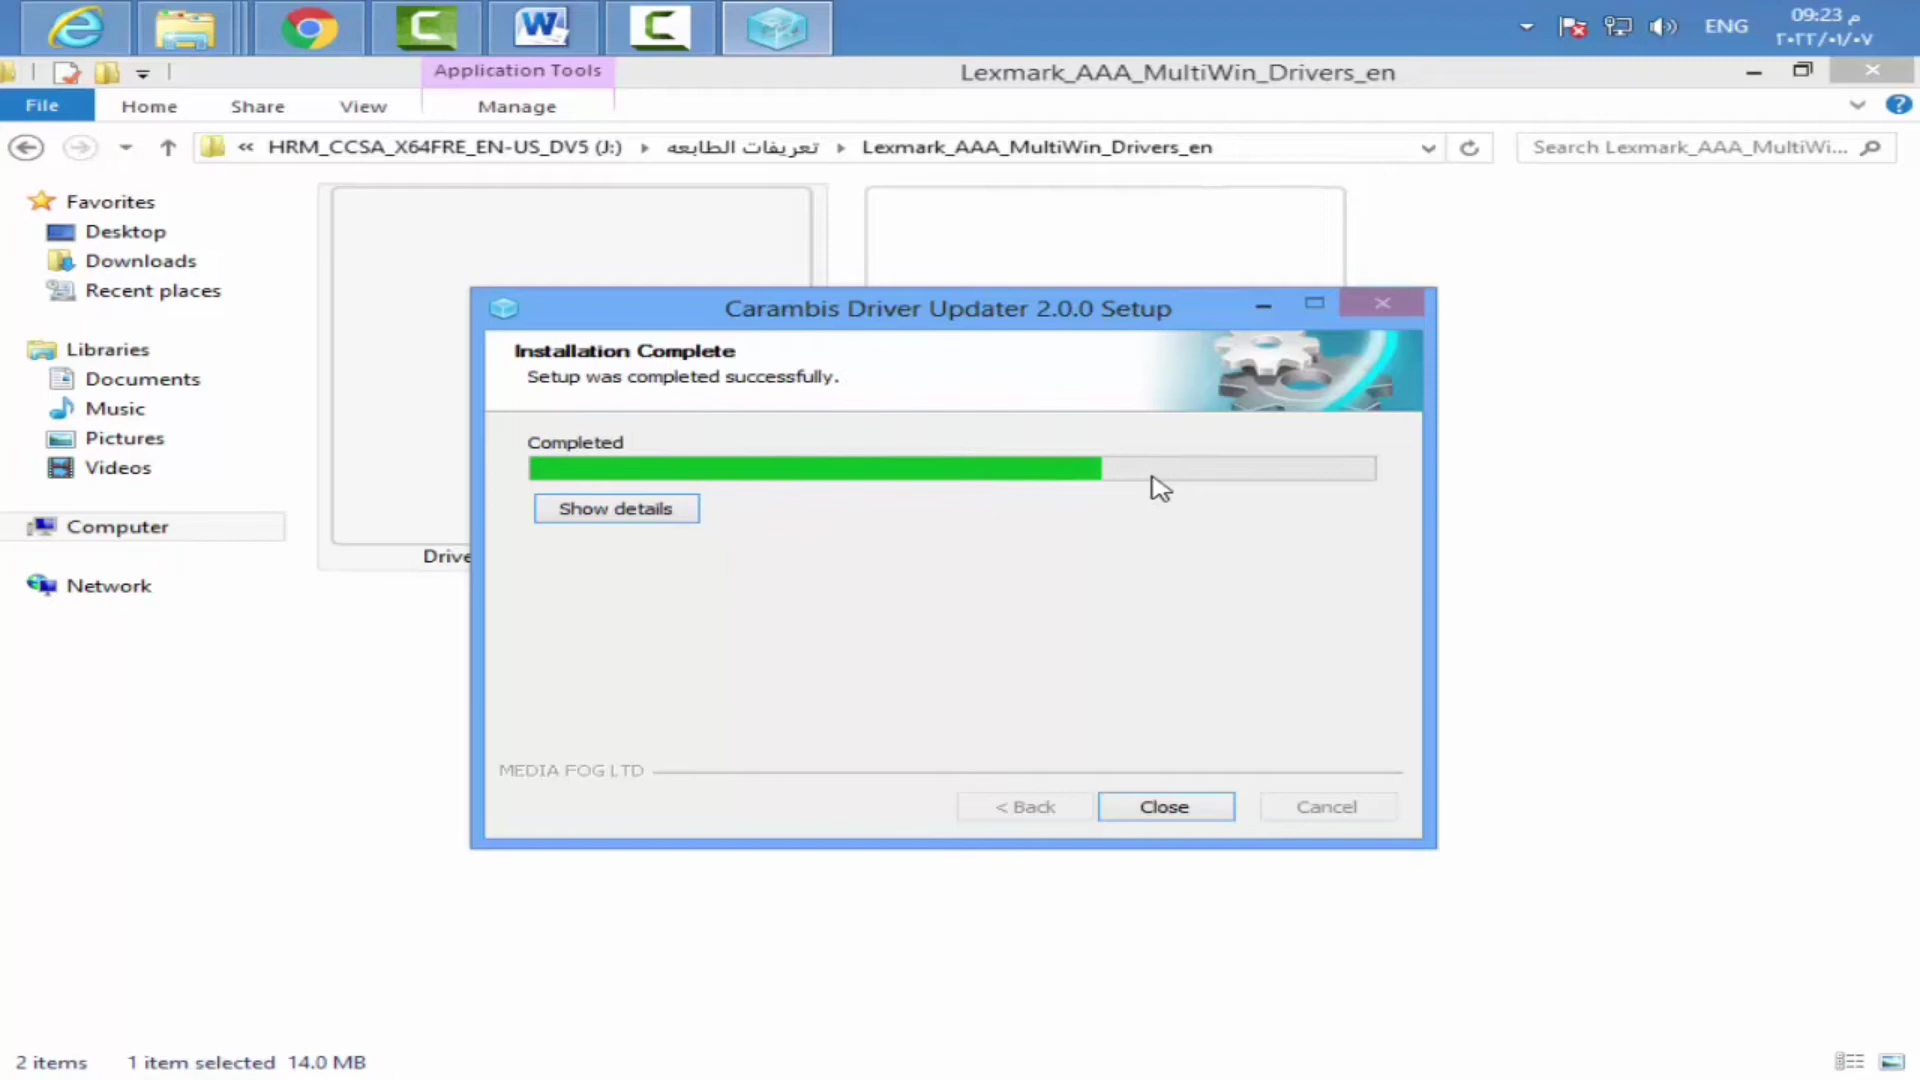 ENG
09:23 م
٢٠٢٢/٠١/٠٧
Application Tools
Lexmark_AAA_MultiWin_Drivers_en
File
Home
Share
View
Manage
« HRM_CCSA_X64FRE_EN-US_DV5 (J:)
تعريفات الطابعه
Lexmark_AAA_MultiWin_Drivers_en
Search Lexmark_AAA_MultiWi...
Favorites
Desktop
Downloads
Recent places
Libraries
Documents
Music
Pictures
Videos
Computer
Network
Drive
Carambis Driver Updater 2.0.0 Setup
Installation Complete
Setup was completed successfully.
Completed
Show details
MEDIA FOG LTD
< Back
Close
Cancel
2 items
1 item selected 14.0 MB